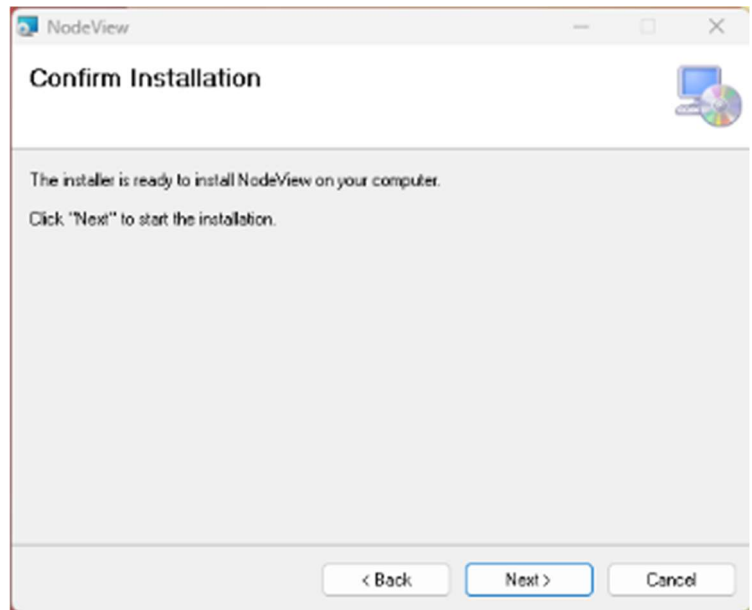 NodeView
Confirm Installation
The installer is ready to install NodeView on your computer.
Click "Next" to start the installation.
< Back
Next >
Cancel